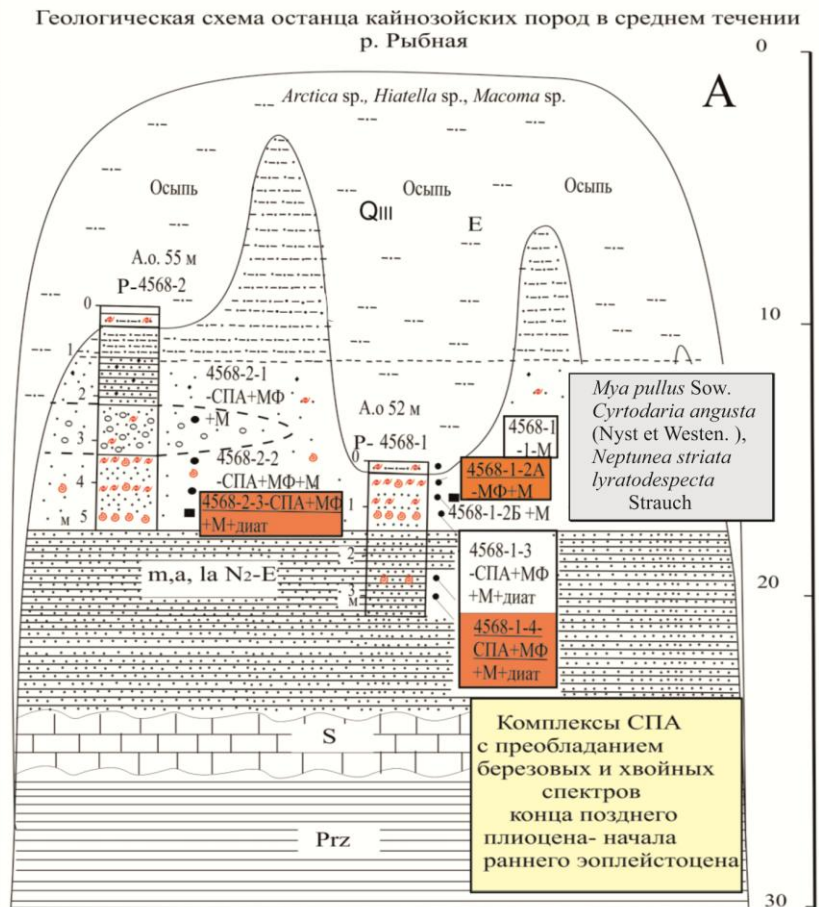 Геологическая схема останца кайнозойских пород в среднем течении
р. Рыбная
0
A
Arctica sp., Hiatella sp., Macoma sp.
Осыпь
Осыпь
Осыпь
QIII
E
А.о. 55 м
Р-4568-2
0
1
2
3
4
м 5
10
4568-2-1
-СПА+МФ
+М
4568-2-2
-СПА+МФ+М
4568-2-3-СПА+МФ
+М+диат
А.о 52 м
Р- 4568-1
0
1
2
3
м
4568-1
-1-М
4568-1-2А
-МФ+М
4568-1-2Б +М
4568-1-3
-СПА+МФ
+М+диат
4568-1-4-
СПА+МФ
+М+диат
Mya pullus Sow.
Cyrtodaria angusta
(Nyst et Westen. ),
Neptunea striata
lyratodespecta
Strauch
m,a, la N2-E
20
S
Prz
Комплексы СПА
с преобладанием
березовых и хвойных
спектров
конца позднего
плиоцена- начала
раннего эоплейстоцена
30